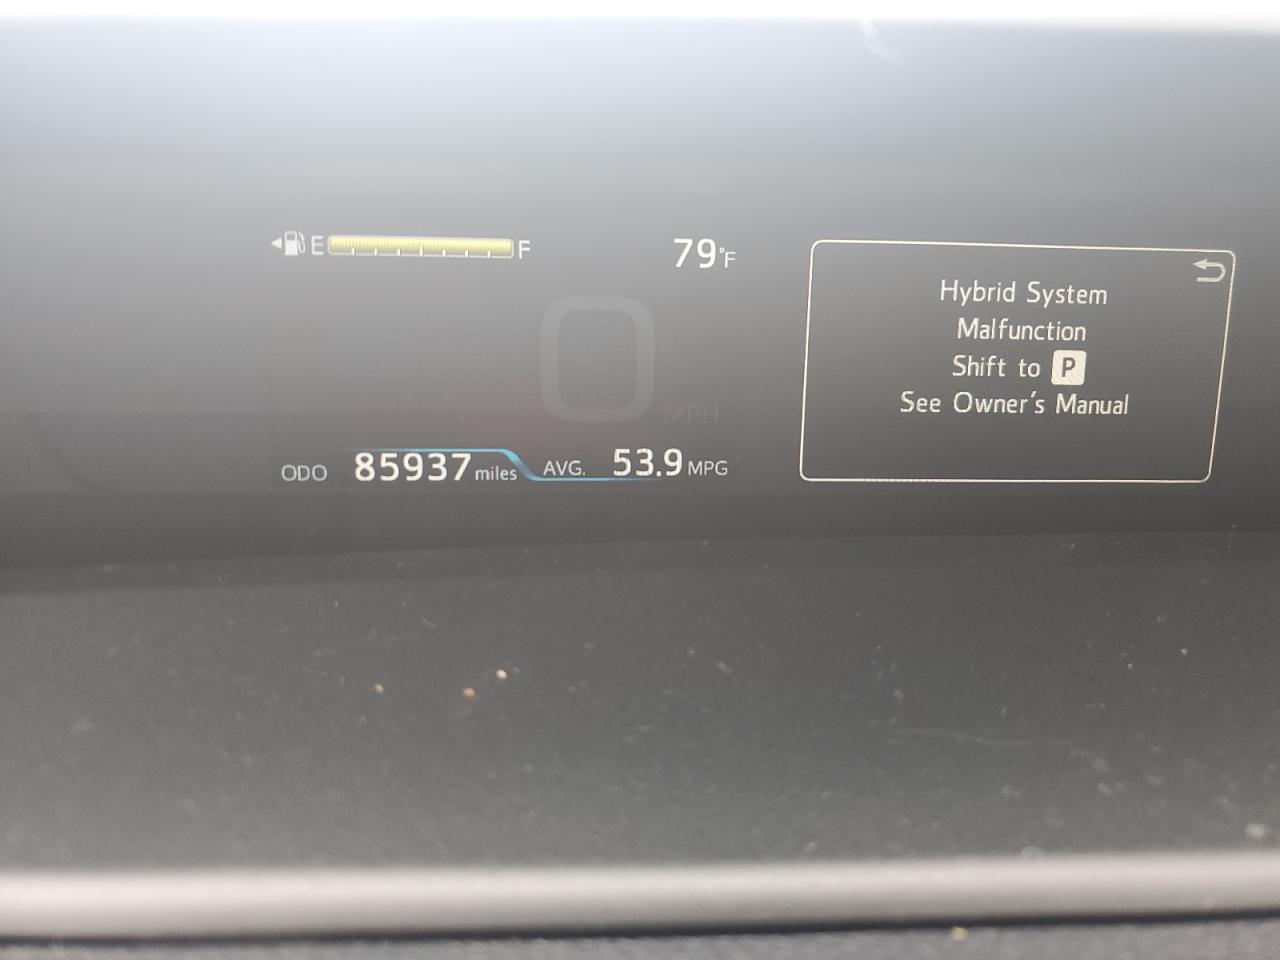 E F
79°F
0
MPH
ODO 85937 miles
AVG. 53.9 MPG
Hybrid System
Malfunction
Shift to P
See Owner's Manual